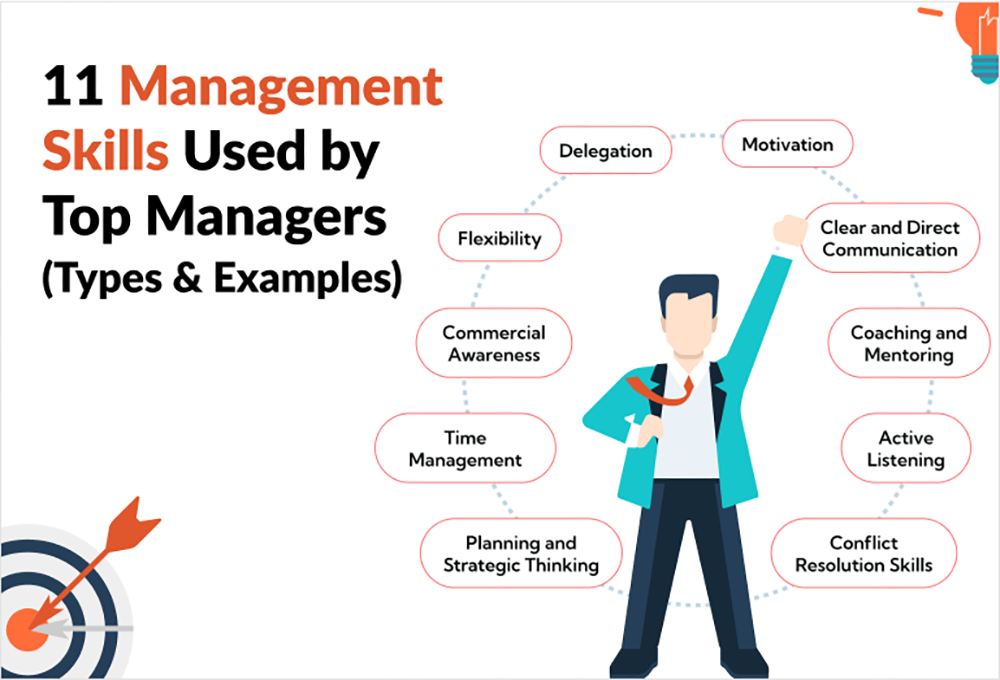 11 Management
Skills Used by
Top Managers
(Types & Examples)
Delegation
Motivation
Flexibility
Clear and Direct
Communication
Commercial
Awareness
Coaching and
Mentoring
Time
Management
Active
Listening
Planning and
Strategic Thinking
Conflict
Resolution Skills